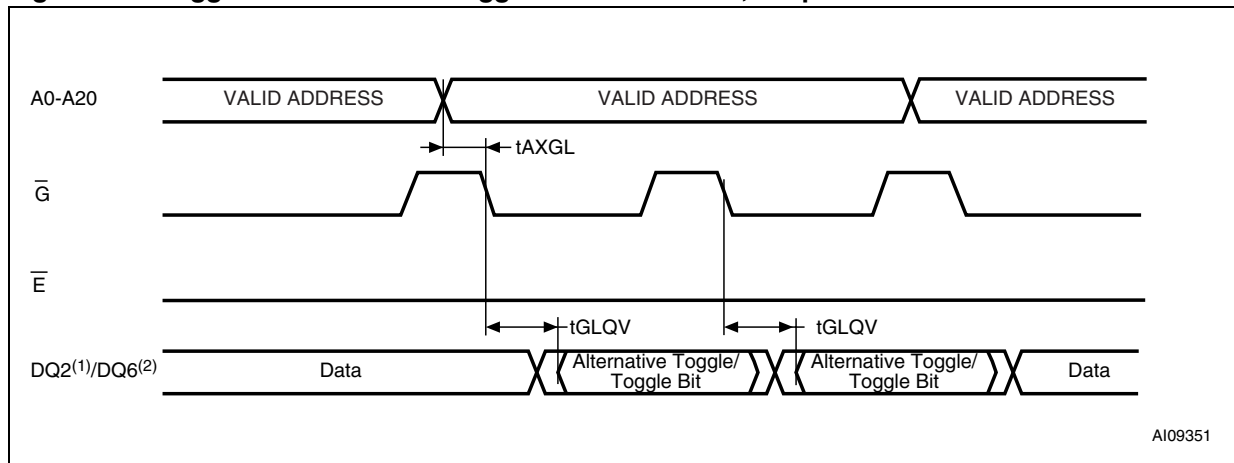 A0-A20
VALID ADDRESS
VALID ADDRESS
VALID ADDRESS
tAXGL
G
E
tGLQV
tGLQV
DQ2(1)/DQ6(2)
Data
Alternative Toggle/
Toggle Bit
Alternative Toggle/
Toggle Bit
Data
AI09351